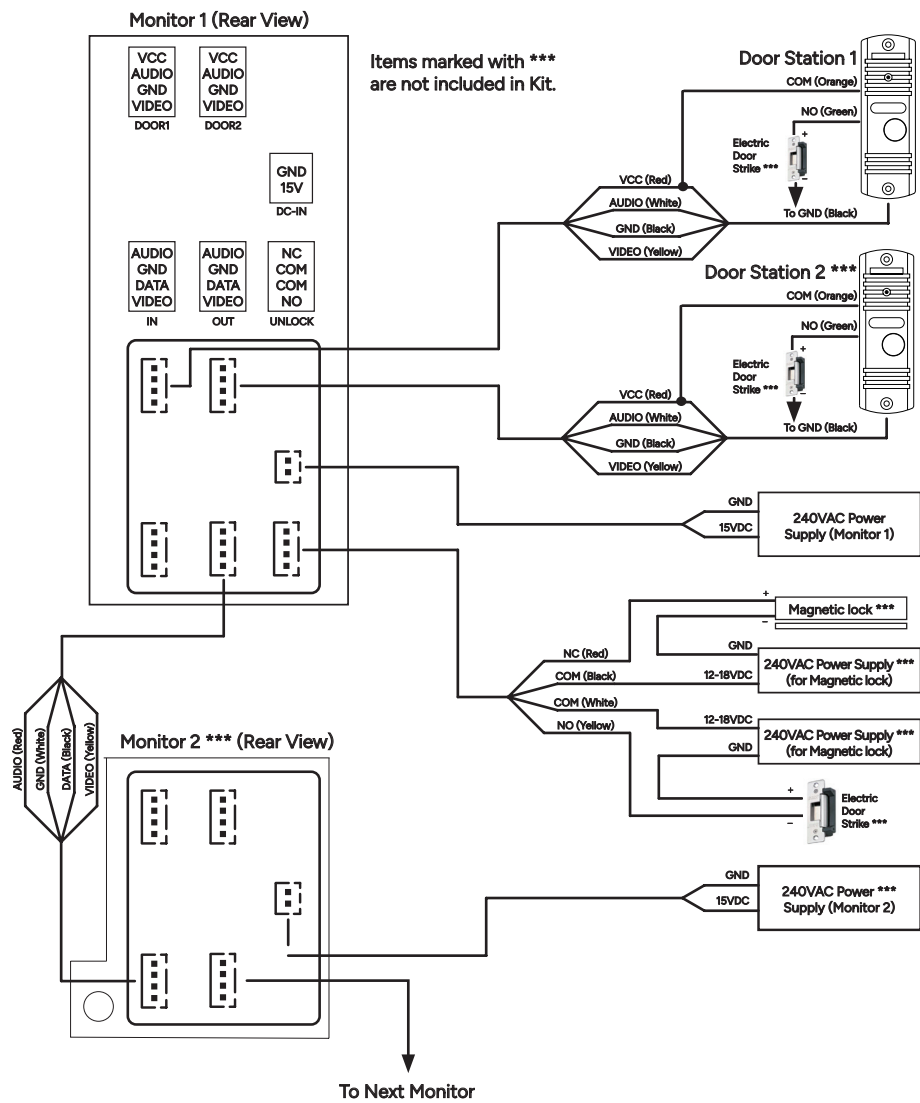 Monitor 1 (Rear View)
VCC
AUDIO
GND
VIDEO
DOOR1
VCC
AUDIO
GND
VIDEO
DOOR2
GND
15V
DC-IN
AUDIO
GND
DATA
VIDEO
IN
AUDIO
GND
DATA
VIDEO
OUT
NC
COM
COM
NO
UNLOCK
Items marked with ***
are not included in Kit.
Door Station 1
COM (Orange)
NO (Green)
+
Electric
Door
Strike ***
–
To GND (Black)
VCC (Red)
AUDIO (White)
GND (Black)
VIDEO (Yellow)
Door Station 2 ***
COM (Orange)
NO (Green)
+
Electric
Door
Strike ***
–
To GND (Black)
VCC (Red)
AUDIO (White)
GND (Black)
VIDEO (Yellow)
GND
15VDC
240VAC Power
Supply (Monitor 1)
+
–
Magnetic lock ***
NC (Red)
COM (Black)
COM (White)
NO (Yellow)
GND
12-18VDC
240VAC Power Supply ***
(for Magnetic lock)
12-18VDC
GND
240VAC Power Supply ***
(for Magnetic lock)
+
–
Electric
Door
Strike ***
AUDIO (Red)
GND (White)
DATA (Black)
VIDEO (Yellow)
Monitor 2 *** (Rear View)
GND
15VDC
240VAC Power ***
Supply (Monitor 2)
To Next Monitor